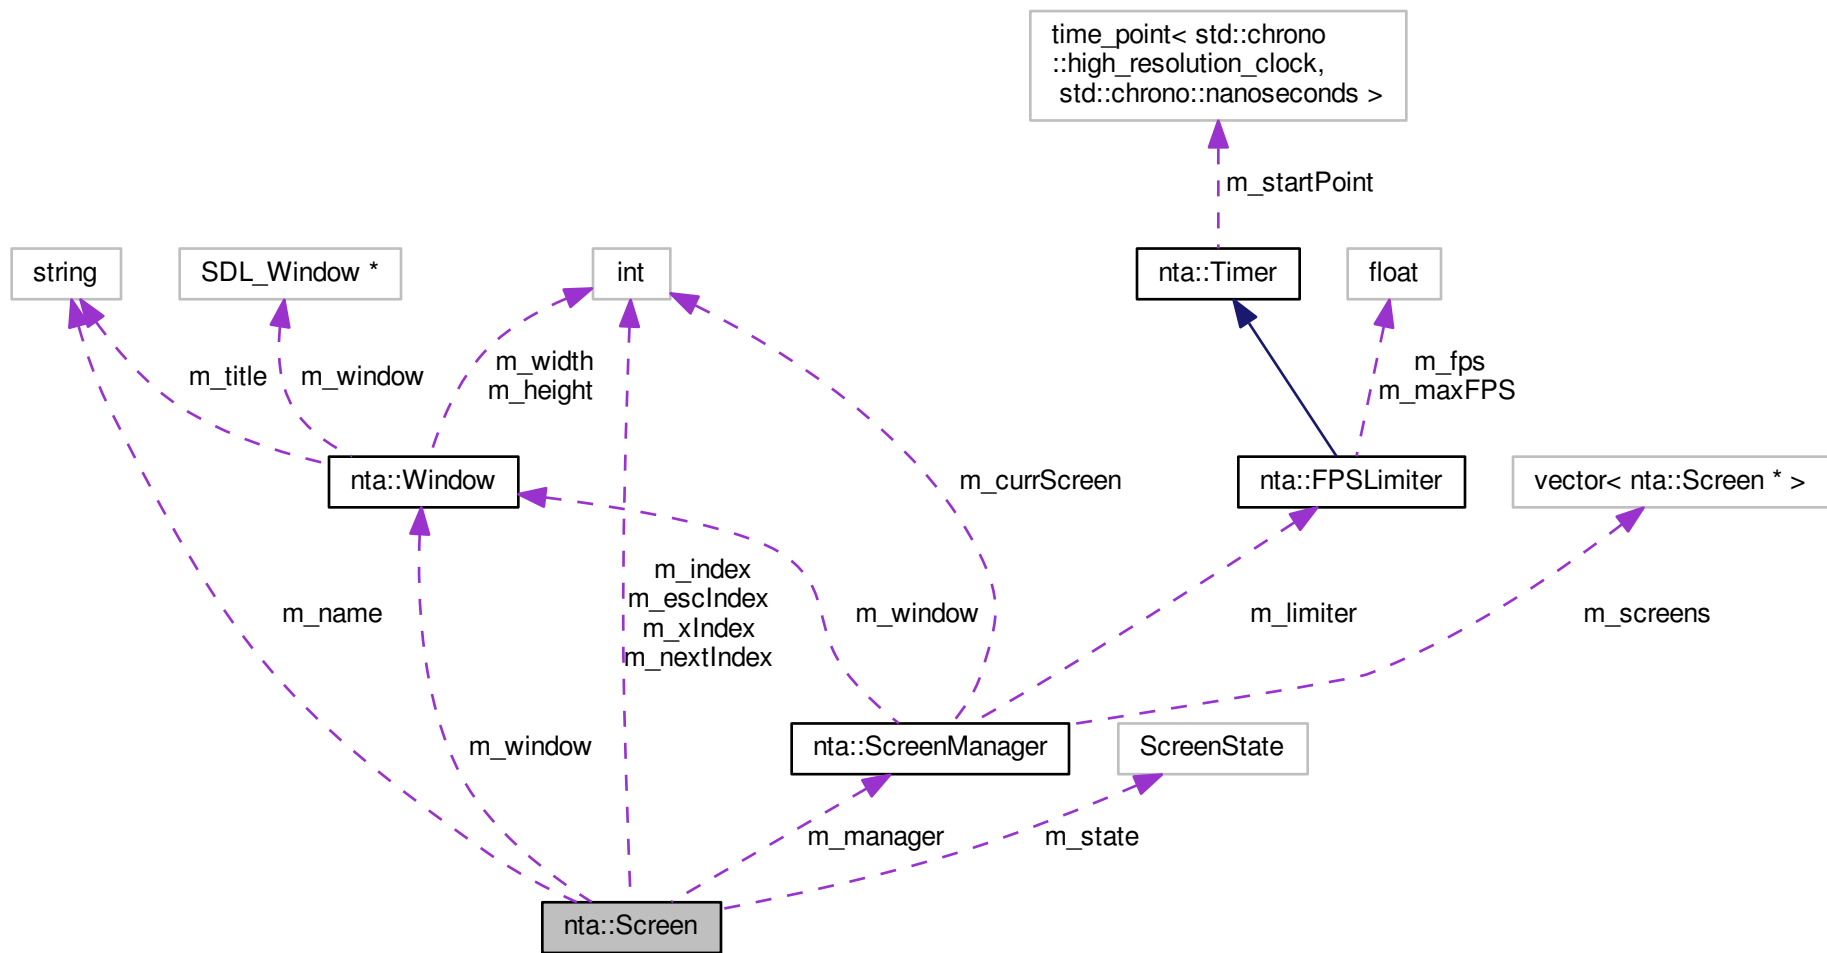 time_point< std::chrono
::high_resolution_clock,
std::chrono::nanoseconds >
m_startPoint
string
SDL_Window *
int
nta::Timer
float
m_title
m_window
m_width
m_height
m_fps
m_maxFPS
nta::Window
m_currScreen
nta::FPSLimiter
vector< nta::Screen * >
m_name
m_index
m_escIndex
m_xIndex
m_nextIndex
m_window
m_limiter
m_screens
m_window
nta::ScreenManager
ScreenState
m_manager
m_state
nta::Screen